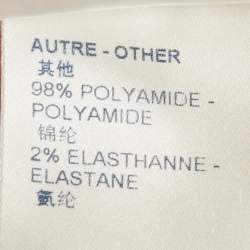 AUTRE - OTHER
其他
98% POLYAMIDE -
POLYAMIDE
锦纶
2% ELASTHANNE -
ELASTANE
氨纶